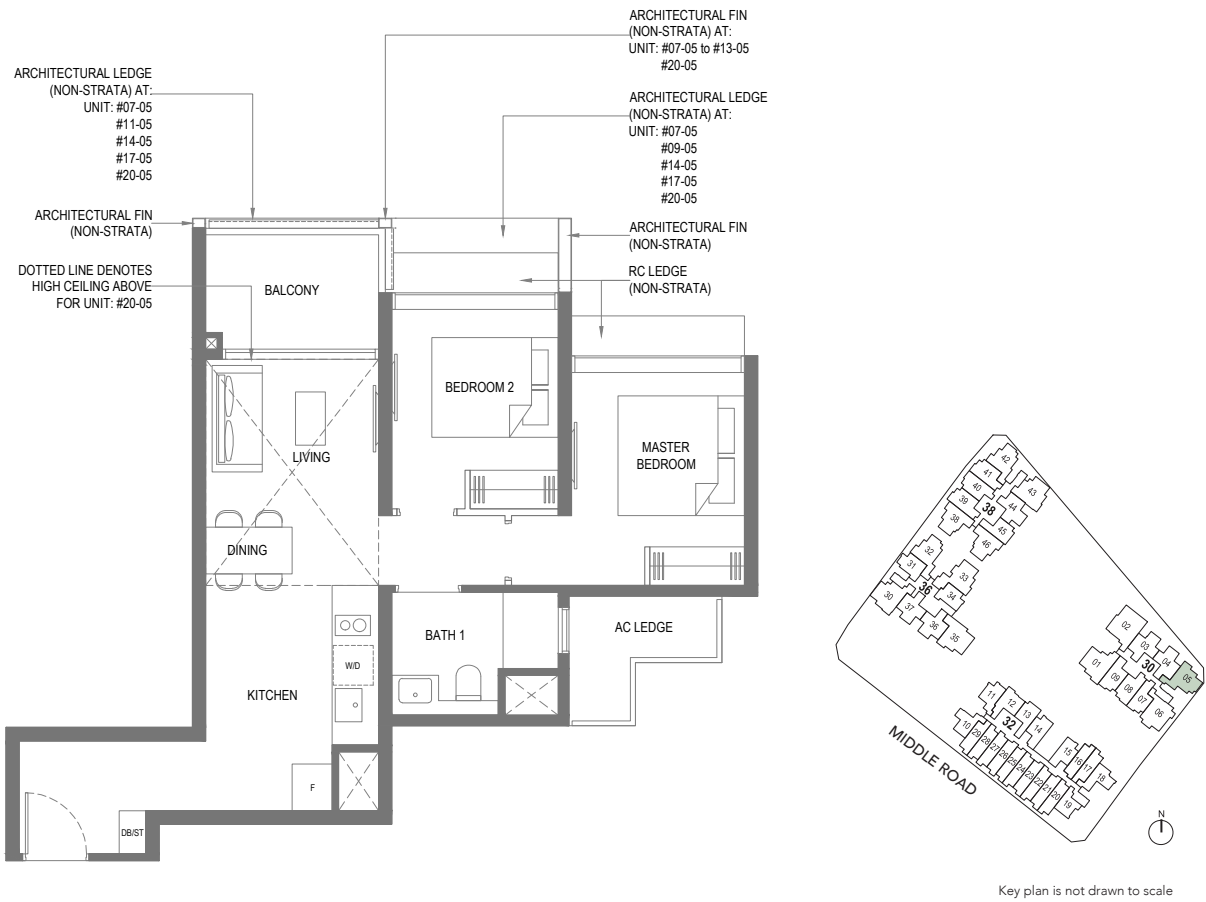 ARCHITECTURAL FIN
(NON-STRATA) AT:
UNIT: #07-05 to #13-05
#20-05
ARCHITECTURAL LEDGE
(NON-STRATA) AT:
UNIT: #07-05
#11-05
#14-05
#17-05
#20-05
ARCHITECTURAL LEDGE
(NON-STRATA) AT:
UNIT: #07-05
#09-05
#14-05
#17-05
#20-05
ARCHITECTURAL FIN
(NON-STRATA)
ARCHITECTURAL FIN
(NON-STRATA)
DOTTED LINE DENOTES
HIGH CEILING ABOVE
FOR UNIT: #20-05
RC LEDGE
(NON-STRATA)
BALCONY
BEDROOM 2
LIVING
MASTER
BEDROOM
DINING
BATH 1
AC LEDGE
W/D
KITCHEN
F
DB/ST
42
41
40
43
39
44
38
38
45
46
32
31
33
36
30
34
37
36
35
02
03
04
01
30
05
09
08
07
06
11
12
13
32
14
10
29
28
27
26
25
24
23
22
21
20
19
15
16
17
18
MIDDLE ROAD
N
Key plan is not drawn to scale